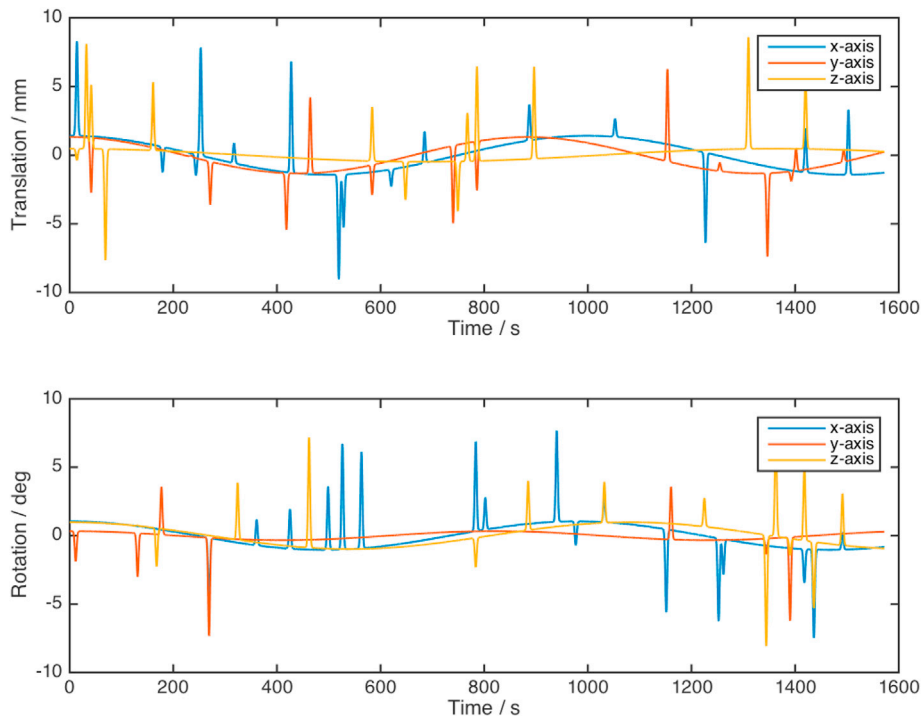 10
5
0
-5
-10
Translation / mm
x-axis
y-axis
z-axis
0 200 400 600 800 1000 1200 1400 1600
Time / s
10
5
0
-5
-10
Rotation / deg
x-axis
y-axis
z-axis
0 200 400 600 800 1000 1200 1400 1600
Time / s